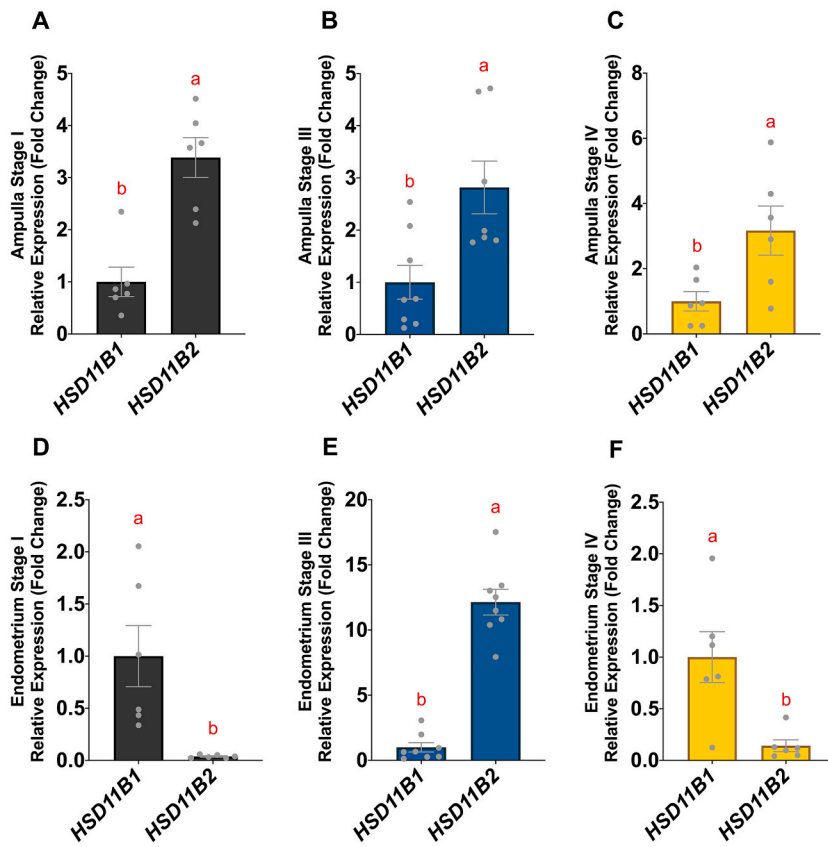 A
Ampulla Stage I
Relative Expression (Fold Change)
5
4
3
2
1
0
b
a
HSD11B1
HSD11B2
B
Ampulla Stage III
Relative Expression (Fold Change)
5
4
3
2
1
0
b
a
HSD11B1
HSD11B2
C
Ampulla Stage IV
Relative Expression (Fold Change)
8
6
4
2
0
b
a
HSD11B1
HSD11B2
D
Endometrium Stage I
Relative Expression (Fold Change)
2.5
2.0
1.5
1.0
0.5
0.0
a
b
HSD11B1
HSD11B2
E
Endometrium Stage III
Relative Expression (Fold Change)
20
15
10
5
0
b
a
HSD11B1
HSD11B2
F
Endometrium Stage IV
Relative Expression (Fold Change)
2.5
2.0
1.5
1.0
0.5
0.0
a
b
HSD11B1
HSD11B2